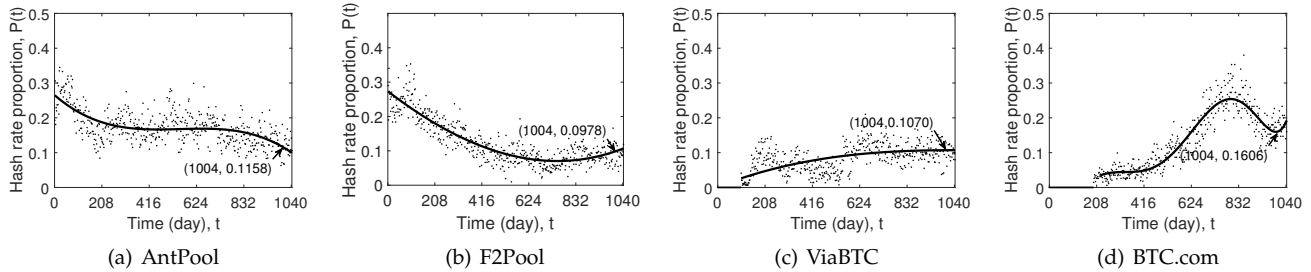 0.5
0.4
0.3
0.2
0.1
0
Hash rate proportion, P(t)
(1004, 0.1158)
0 208 416 624 832 1040
Time (day), t
(a) AntPool
0.5
0.4
0.3
0.2
0.1
0
Hash rate proportion, P(t)
(1004, 0.0978)
0 208 416 624 832 1040
Time (day), t
(b) F2Pool
0.5
0.4
0.3
0.2
0.1
0
Hash rate proportion, P(t)
(1004,0.1070)
0 208 416 624 832 1040
Time (day), t
(c) ViaBTC
0.5
0.4
0.3
0.2
0.1
0
Hash rate proportion, P(t)
(1004, 0.1606)
0 208 416 624 832 1040
Time (day), t
(d) BTC.com